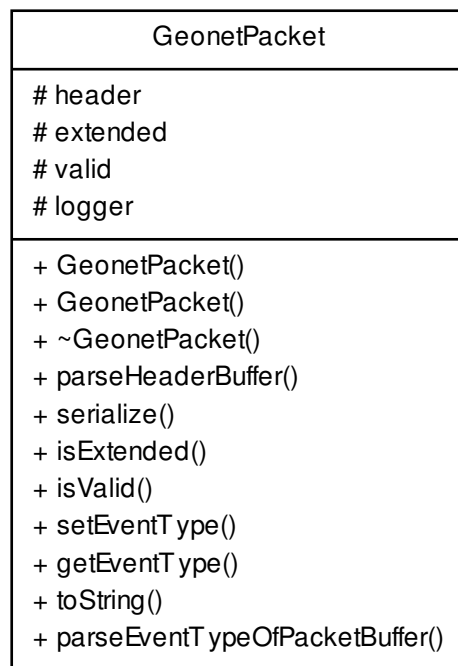 GeonetPacket
# header
# extended
# valid
# logger
+ GeonetPacket()
+ GeonetPacket()
+ ~GeonetPacket()
+ parseHeaderBuffer()
+ serialize()
+ isExtended()
+ isValid()
+ setEventType()
+ getEventType()
+ toString()
+ parseEventTypeOfPacketBuffer()